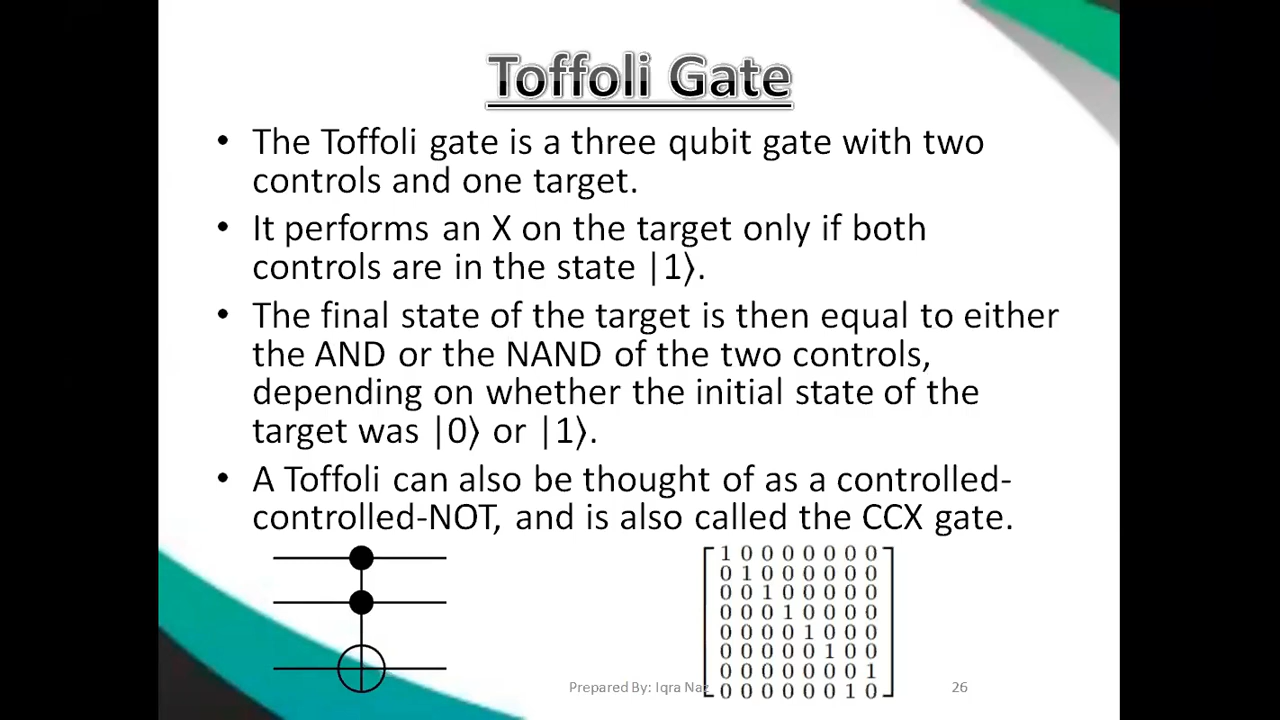 Toffoli Gate
• The Toffoli gate is a three qubit gate with two
controls and one target.
• It performs an X on the target only if both
controls are in the state |1⟩.
• The final state of the target is then equal to either
the AND or the NAND of the two controls,
depending on whether the initial state of the
target was |0⟩ or |1⟩.
• A Toffoli can also be thought of as a controlled-
controlled-NOT, and is also called the CCX gate.
1 0 0 0 0 0 0 0
0 1 0 0 0 0 0 0
0 0 1 0 0 0 0 0
0 0 0 1 0 0 0 0
0 0 0 0 1 0 0 0
0 0 0 0 0 1 0 0
0 0 0 0 0 0 0 1
0 0 0 0 0 0 1 0
Prepared By: Iqra Naz
26